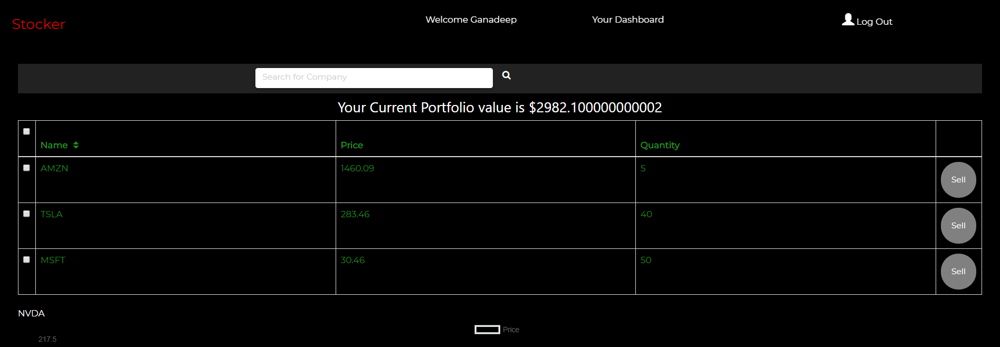 Stocker
Welcome Ganadeep
Your Dashboard
Log Out
Search for Company
Your Current Portfolio value is $2982.100000000002
Name Price Quantity
AMZN 1460.09 5 Sell
TSLA 283.46 40 Sell
MSFT 30.46 50 Sell
NVDA
Price
217.5